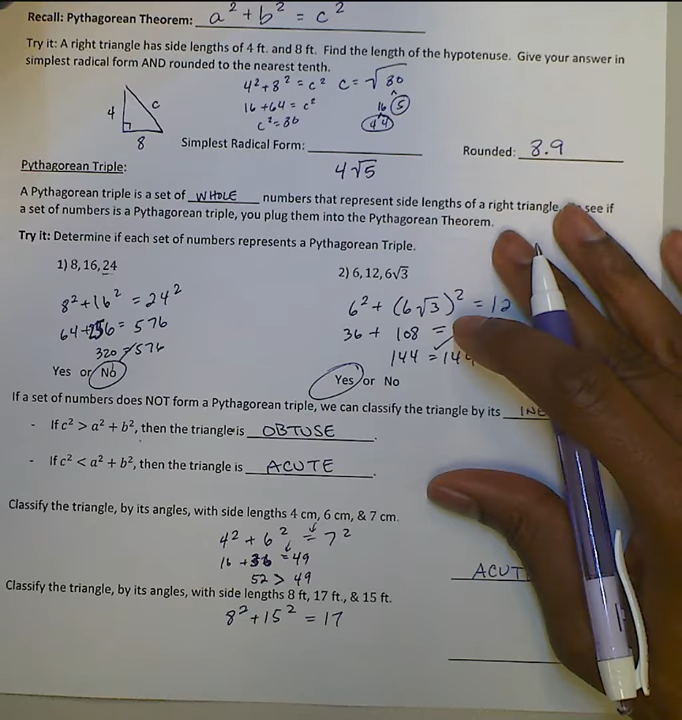 Recall: Pythagorean Theorem: a² + b² = c²
Try it: A right triangle has side lengths of 4 ft. and 8 ft. Find the length of the hypotenuse. Give your answer in
simplest radical form AND rounded to the nearest tenth.
4² + 8² = c² c = √80
16 + 64 = c² 16 5
c² = 80 4 4
4 c
8
Simplest Radical Form: 4√5
Rounded: 8.9
Pythagorean Triple:
A Pythagorean triple is a set of WHOLE numbers that represent side lengths of a right triangle. see if
a set of numbers is a Pythagorean triple, you plug them into the Pythagorean Theorem.
Try it: Determine if each set of numbers represents a Pythagorean Triple.
1) 8, 16, 24 2) 6, 12, 6√3
8² + 16² = 24² 6² + (6√3)² = 12
64 + 256 = 576 36 + 108 =
320 ≠ 576 144 = 144
Yes or No Yes or No
If a set of numbers does NOT form a Pythagorean triple, we can classify the triangle by its INE
- If c² > a² + b², then the triangle is OBTUSE.
- If c² < a² + b², then the triangle is ACUTE.
Classify the triangle, by its angles, with side lengths 4 cm, 6 cm, & 7 cm.
4² + 6² = 7²
16 + 36 = 49
52 > 49 ACUT
Classify the triangle, by its angles, with side lengths 8 ft, 17 ft., & 15 ft.
8² + 15² = 17